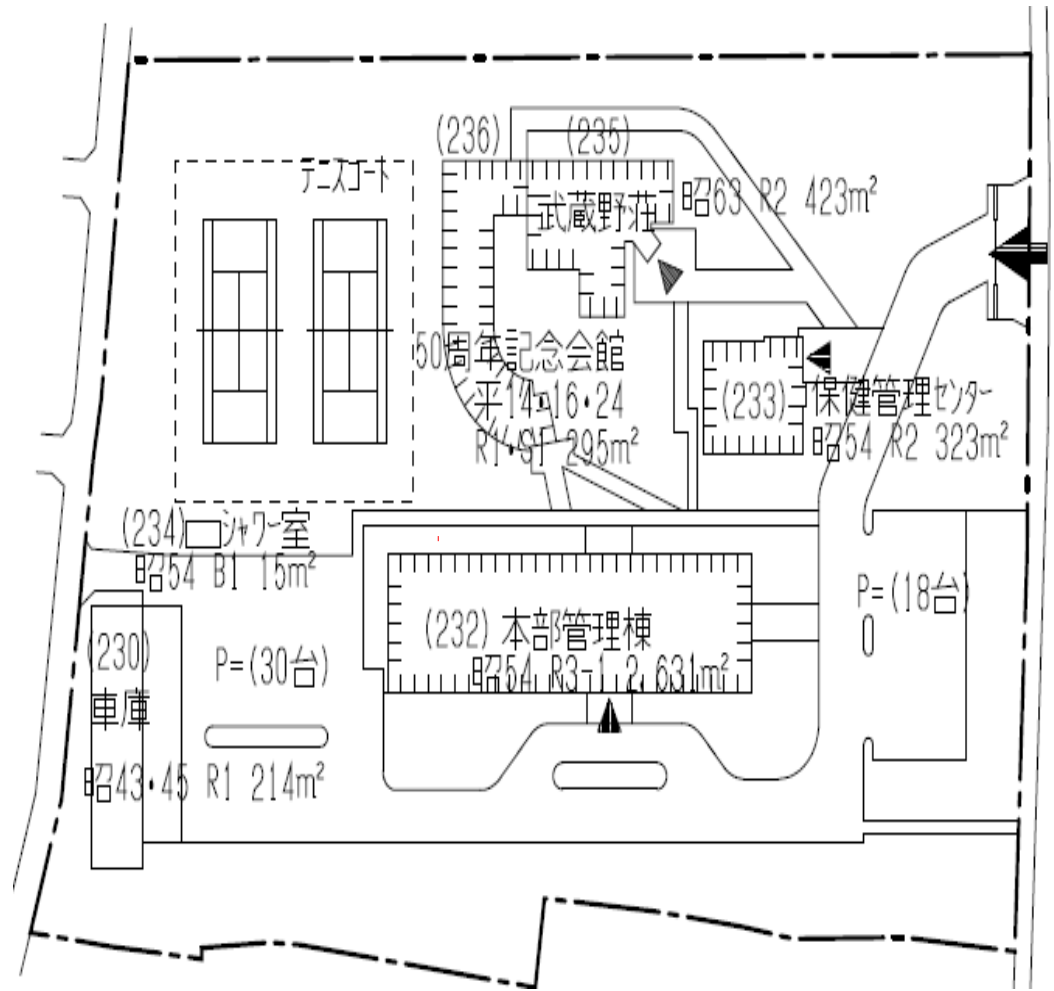 (236)
(235)
テニスコート
武蔵野荘
昭63 R2 423m²
50周年記念会館
平14・16・24
R1・S1 295m²
(233)
保健管理センター
昭54 R2 323m²
(234)
シャワー室
昭54 B1 15m²
P=(18台)
(232) 本部管理棟
昭54 R3-1 2,631m²
(230)
車庫
P=(30台)
昭43・45 R1 214m²